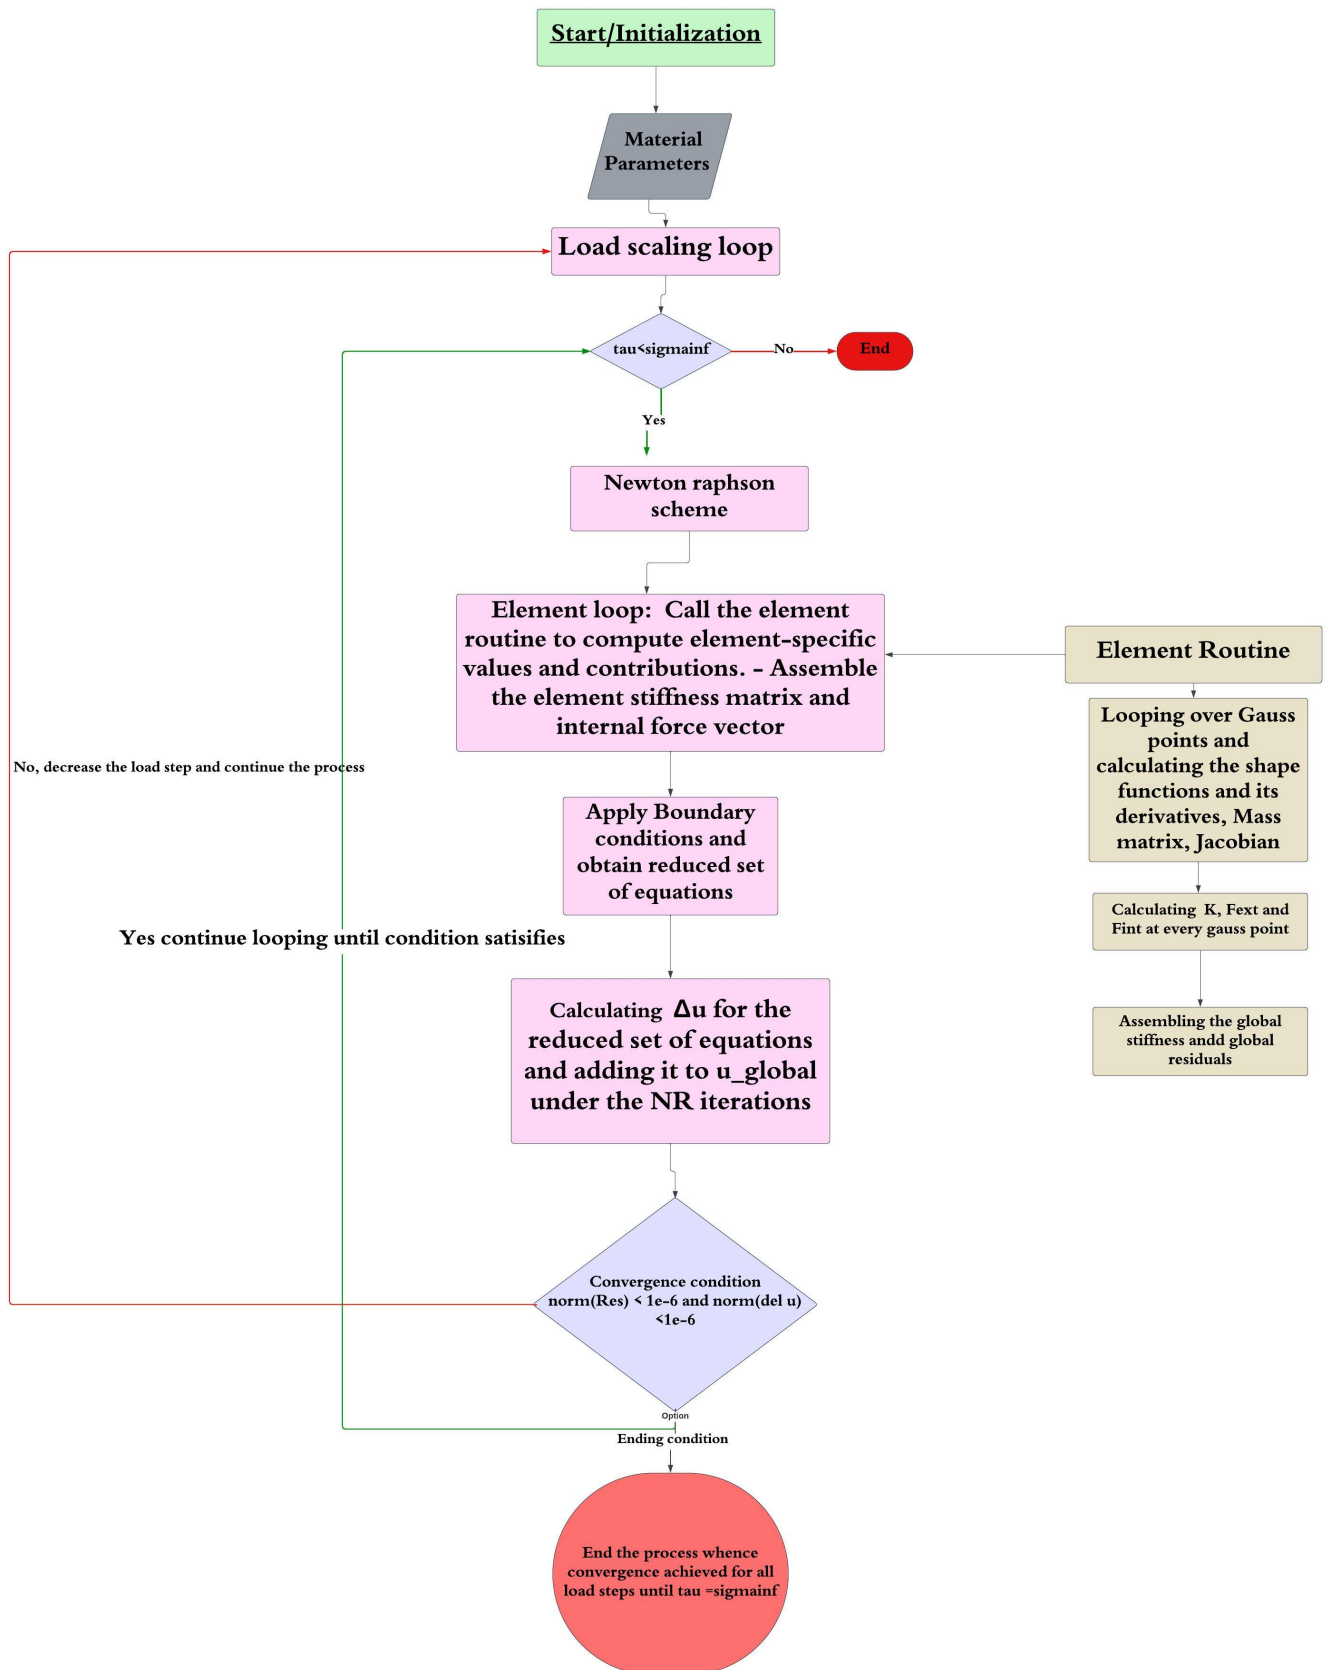 Start/Initialization
Material
Parameters
Load scaling loop
tau<sigmainf
No
End
Yes
Newton raphson
scheme
Element loop:  Call the element
routine to compute element-specific
values and contributions. - Assemble
the element stiffness matrix and
internal force vector
Element Routine
Looping over Gauss
points and
calculating the shape
functions and its
derivatives, Mass
matrix, Jacobian
No, decrease the load step and continue the process
Apply Boundary
conditions and
obtain reduced set
of equations
Calculating  K, Fext and
Fint at every gauss point
Yes continue looping until condition satisifies
Calculating  Δu for the
reduced set of equations
and adding it to u_global
under the NR iterations
Assembling the global
stiffness andd global
residuals
Convergence condition
norm(Res) < 1e-6 and norm(del u)
<1e-6
Option
Ending condition
End the process whence
convergence achieved for all
load steps until tau =sigmainf